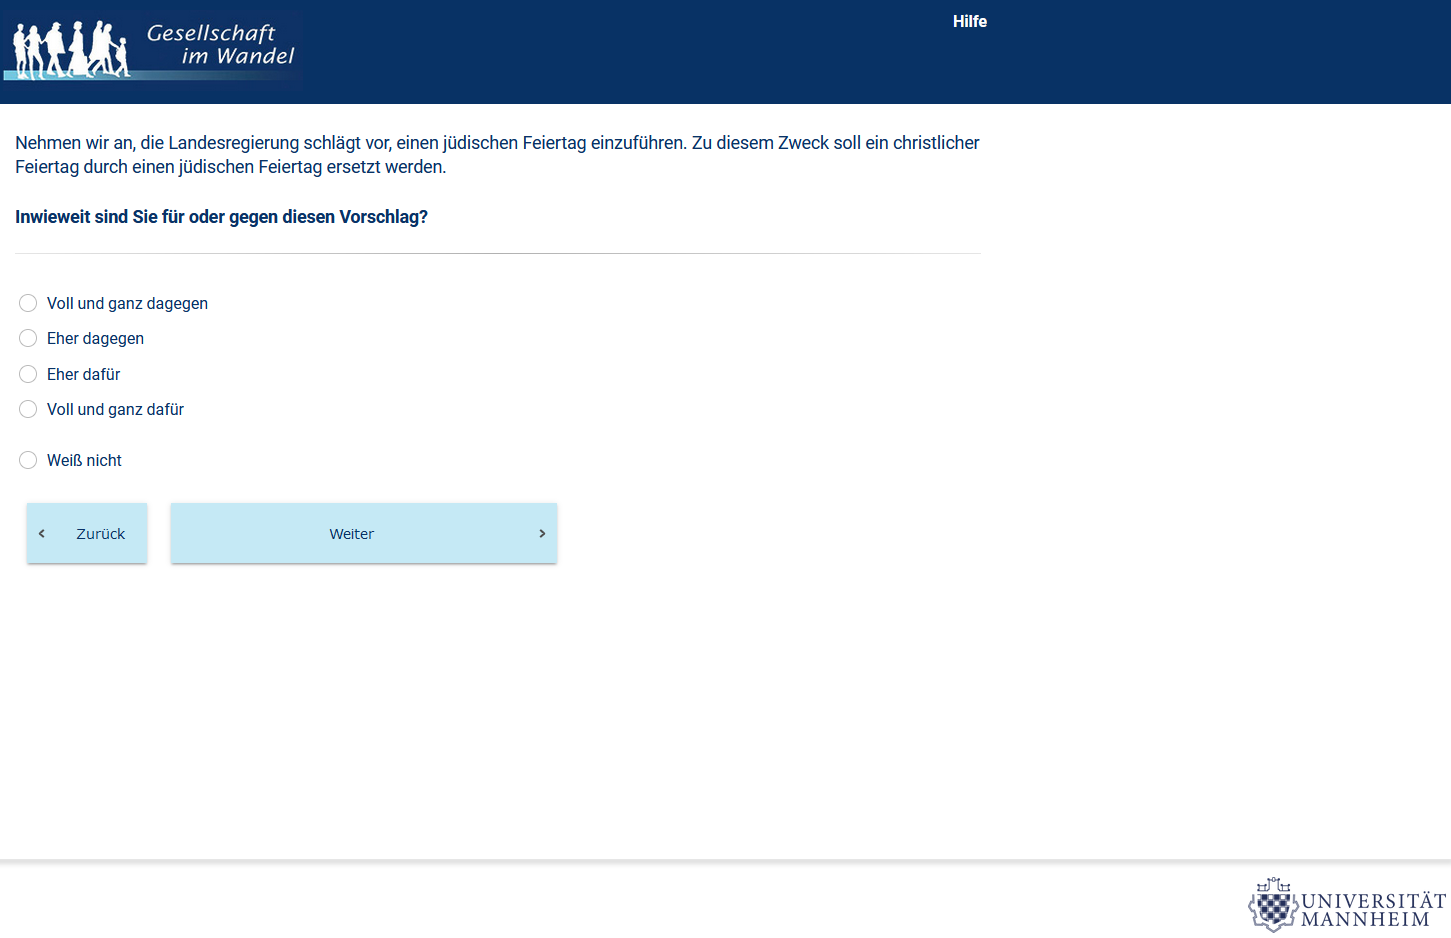 Gesellschaft
im Wandel
Hilfe
Nehmen wir an, die Landesregierung schlägt vor, einen jüdischen Feiertag einzuführen. Zu diesem Zweck soll ein christlicher
Feiertag durch einen jüdischen Feiertag ersetzt werden.
Inwieweit sind Sie für oder gegen diesen Vorschlag?
Voll und ganz dagegen
Eher dagegen
Eher dafür
Voll und ganz dafür
Weiß nicht
Zurück
Weiter
UNIVERSITÄT
MANNHEIM